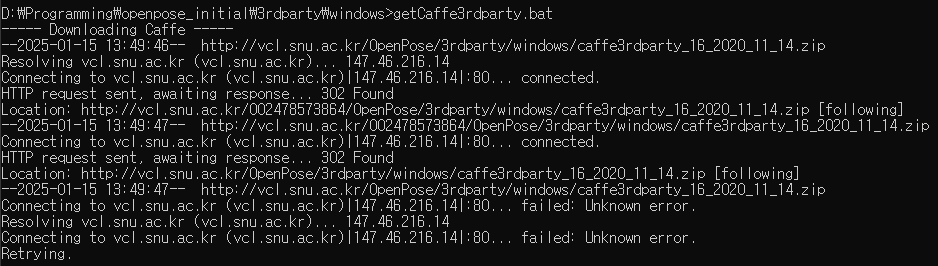 D:₩Programming₩openpose_initial₩3rdparty₩windows>getCaffe3rdparty.bat
----- Downloading Caffe -----
--2025-01-15 13:49:46--  http://vcl.snu.ac.kr/OpenPose/3rdparty/windows/caffe3rdparty_16_2020_11_14.zip
Resolving vcl.snu.ac.kr (vcl.snu.ac.kr)... 147.46.216.14
Connecting to vcl.snu.ac.kr (vcl.snu.ac.kr)|147.46.216.14|:80... connected.
HTTP request sent, awaiting response... 302 Found
Location: http://vcl.snu.ac.kr/002478573864/OpenPose/3rdparty/windows/caffe3rdparty_16_2020_11_14.zip [following]
--2025-01-15 13:49:47--  http://vcl.snu.ac.kr/002478573864/OpenPose/3rdparty/windows/caffe3rdparty_16_2020_11_14.zip
Connecting to vcl.snu.ac.kr (vcl.snu.ac.kr)|147.46.216.14|:80... connected.
HTTP request sent, awaiting response... 302 Found
Location: http://vcl.snu.ac.kr/OpenPose/3rdparty/windows/caffe3rdparty_16_2020_11_14.zip [following]
--2025-01-15 13:49:47--  http://vcl.snu.ac.kr/OpenPose/3rdparty/windows/caffe3rdparty_16_2020_11_14.zip
Connecting to vcl.snu.ac.kr (vcl.snu.ac.kr)|147.46.216.14|:80... failed: Unknown error.
Resolving vcl.snu.ac.kr (vcl.snu.ac.kr)... 147.46.216.14
Connecting to vcl.snu.ac.kr (vcl.snu.ac.kr)|147.46.216.14|:80... failed: Unknown error.
Retrying.